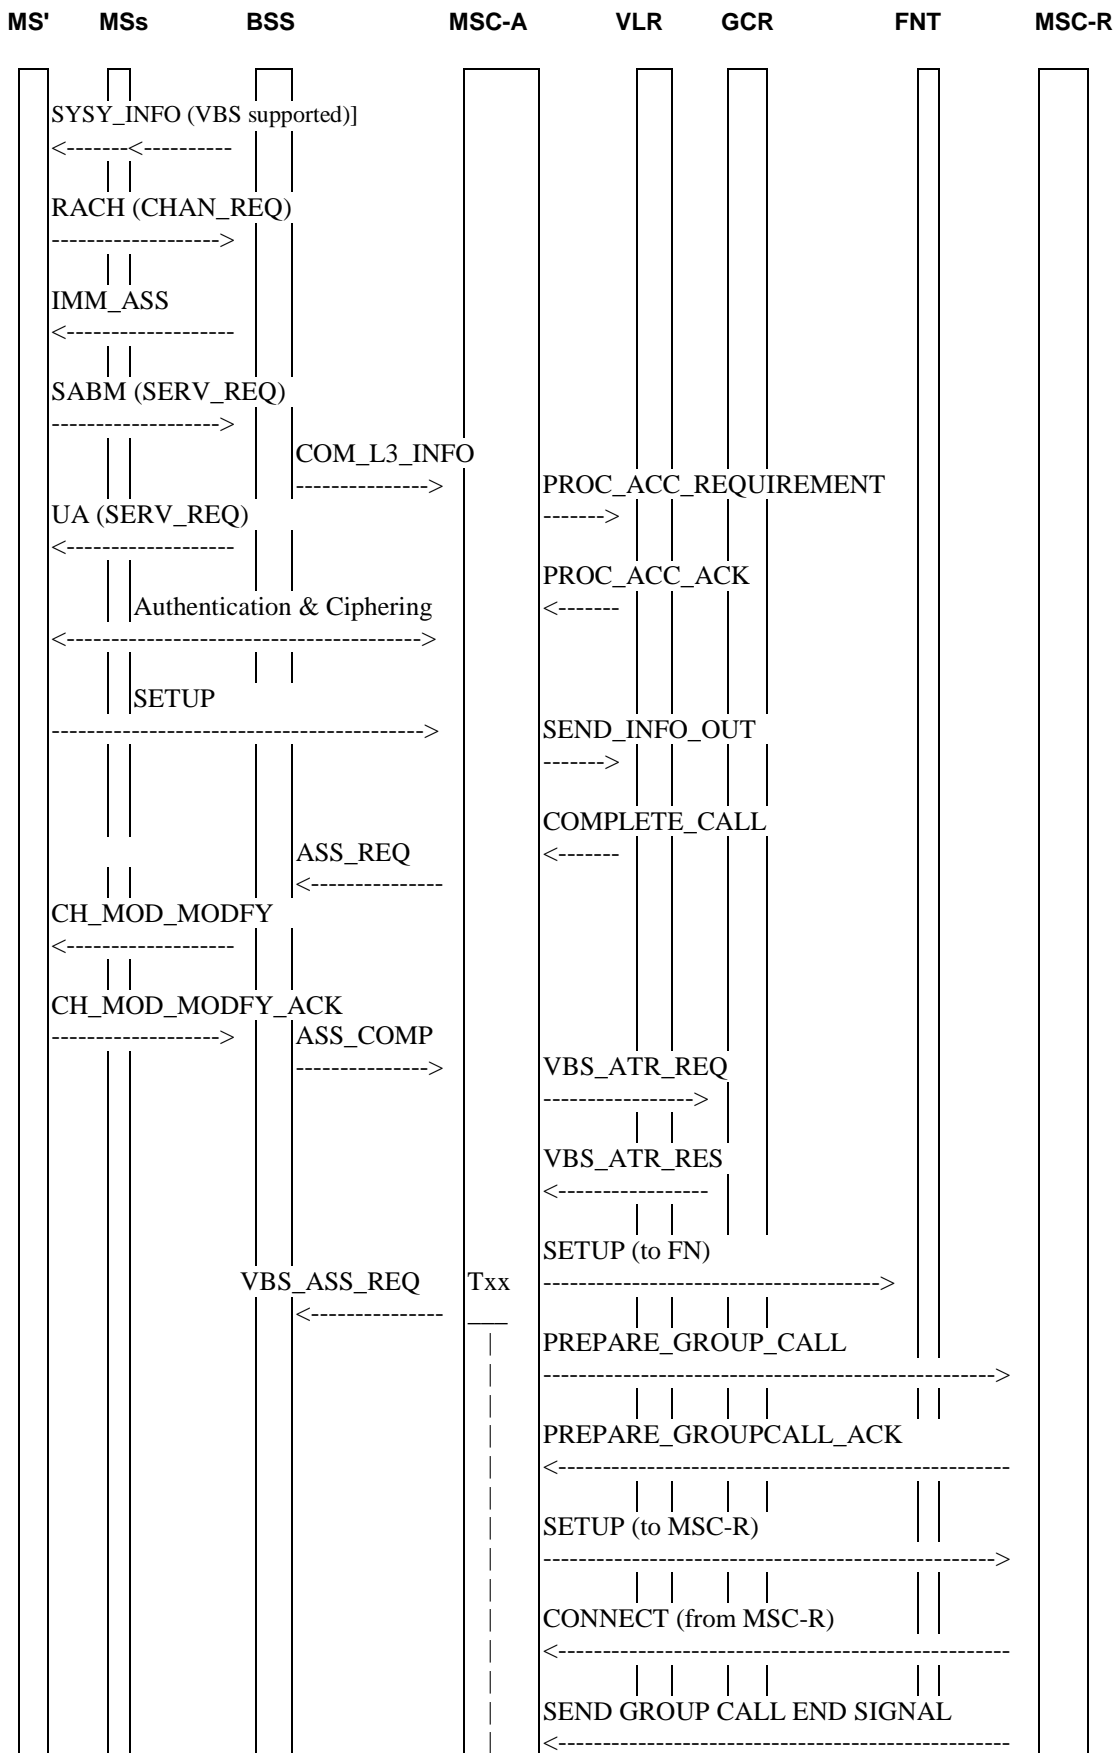 MS' MSs BSS MSC-A VLR GCR FNT MSC-R
SYSY_INFO (VBS supported)]
<-------<----------
RACH (CHAN_REQ)
------------------->
IMM_ASS
<-------------------
SABM (SERV_REQ)
------------------->
COM_L3_INFO
---------------> PROC_ACC_REQUIREMENT
UA (SERV_REQ) ------->
<-------------------
PROC_ACC_ACK
Authentication & Ciphering <-------
<---------------------------------------->
SETUP
------------------------------------------> SEND_INFO_OUT
------->
COMPLETE_CALL
ASS_REQ <-------
<---------------
CH_MOD_MODFY
<-------------------
CH_MOD_MODFY_ACK
-------------------> ASS_COMP
---------------> VBS_ATR_REQ
----------------->
VBS_ATR_RES
<-----------------
SETUP (to FN)
VBS_ASS_REQ Txx -------------------------------------->
<--------------- ___
PREPARE_GROUP_CALL
--------------------------------------------------->
PREPARE_GROUPCALL_ACK
<---------------------------------------------------
SETUP (to MSC-R)
--------------------------------------------------->
CONNECT (from MSC-R)
<---------------------------------------------------
SEND GROUP CALL END SIGNAL
<---------------------------------------------------